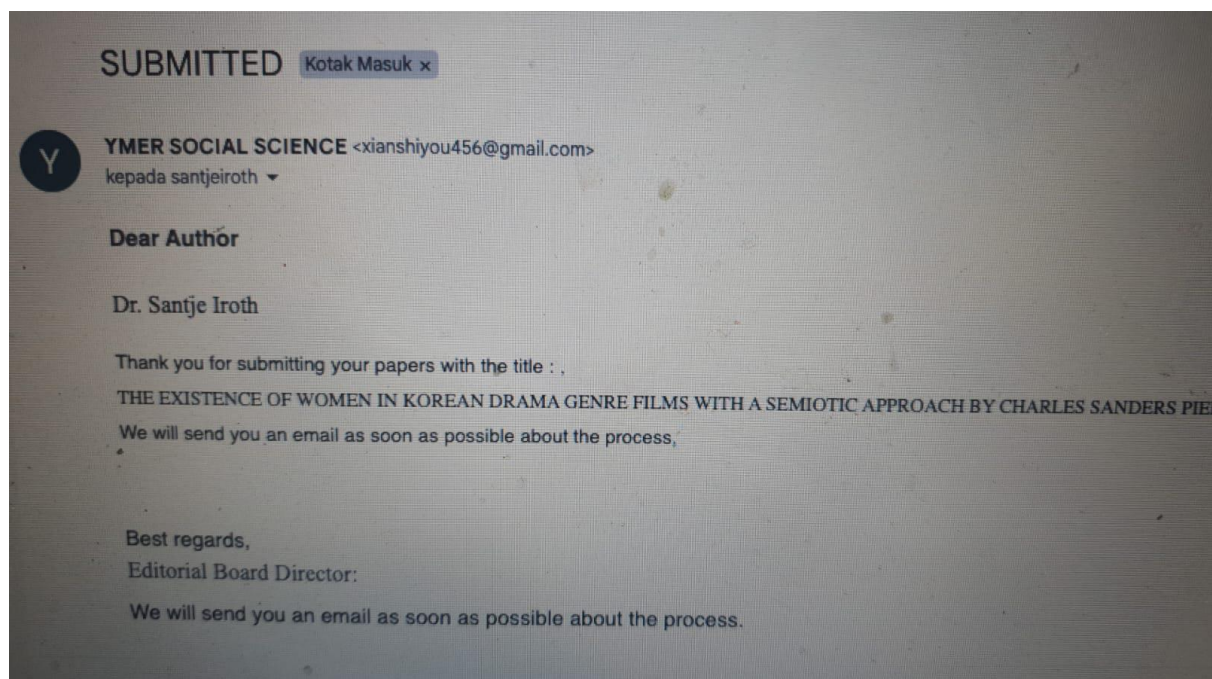 SUBMITTED Kotak Masuk ×
Y
YMER SOCIAL SCIENCE <xianshiyou456@gmail.com>
kepada santjeiroth
Dear Author
Dr. Santje Iroth
Thank you for submitting your papers with the title : .
THE EXISTENCE OF WOMEN IN KOREAN DRAMA GENRE FILMS WITH A SEMIOTIC APPROACH BY CHARLES SANDERS PIE
We will send you an email as soon as possible about the process,
Best regards,
Editorial Board Director:
We will send you an email as soon as possible about the process.